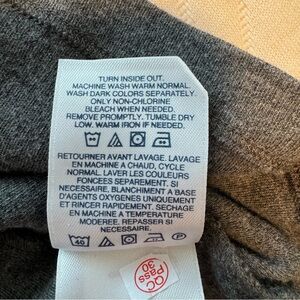 TURN INSIDE OUT.
MACHINE WASH WARM NORMAL.
WASH DARK COLORS SEPARATELY.
ONLY NON-CHLORINE
BLEACH WHEN NEEDED.
REMOVE PROMPTLY. TUMBLE DRY
LOW. WARM IRON IF NEEDED.
RETOURNER AVANT LAVAGE. LAVAGE
EN MACHINE A CHAUD, CYCLE
NORMAL. LAVER LES COULEURS
FONCEES SEPAREMENT. SI
NECESSAIRE, BLANCHIMENT A BASE
D'AGENTS OXYGENES UNIQUEMENT
ET RINCER RAPIDEMENT. SECHAGE
EN MACHINE A TEMPERATURE
MODEREE. REPASSER SI
NECESSAIRE.
40
P
QC
Pass
30